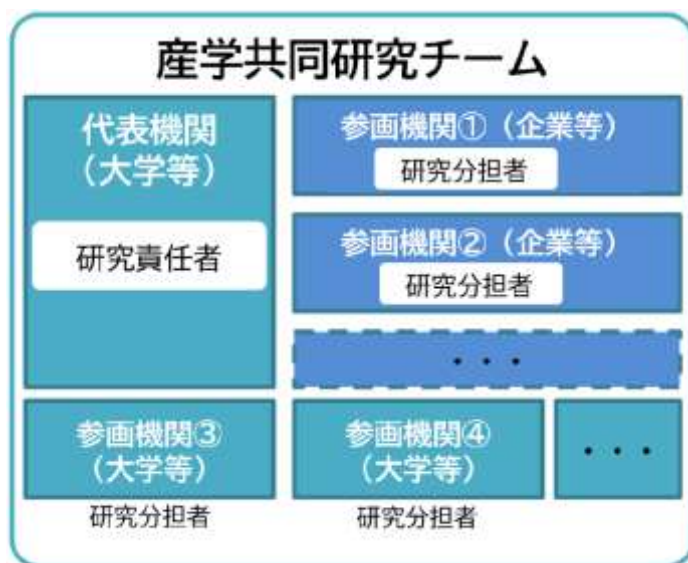 産学共同研究チーム
代表機関
（大学等）
研究責任者
参画機関①（企業等）
研究分担者
参画機関②（企業等）
研究分担者
・・・
参画機関③
（大学等）
研究分担者
参画機関④
（大学等）
研究分担者
・・・